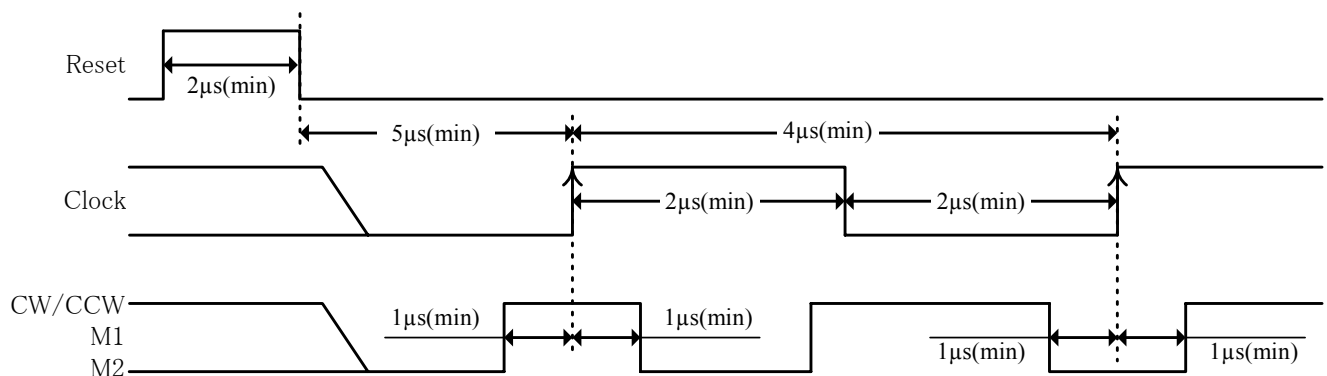 Reset
2µs(min)
5µs(min)
4µs(min)
Clock
2µs(min)
2µs(min)
CW/CCW
M1
M2
1µs(min)
1µs(min)
1µs(min)
1µs(min)